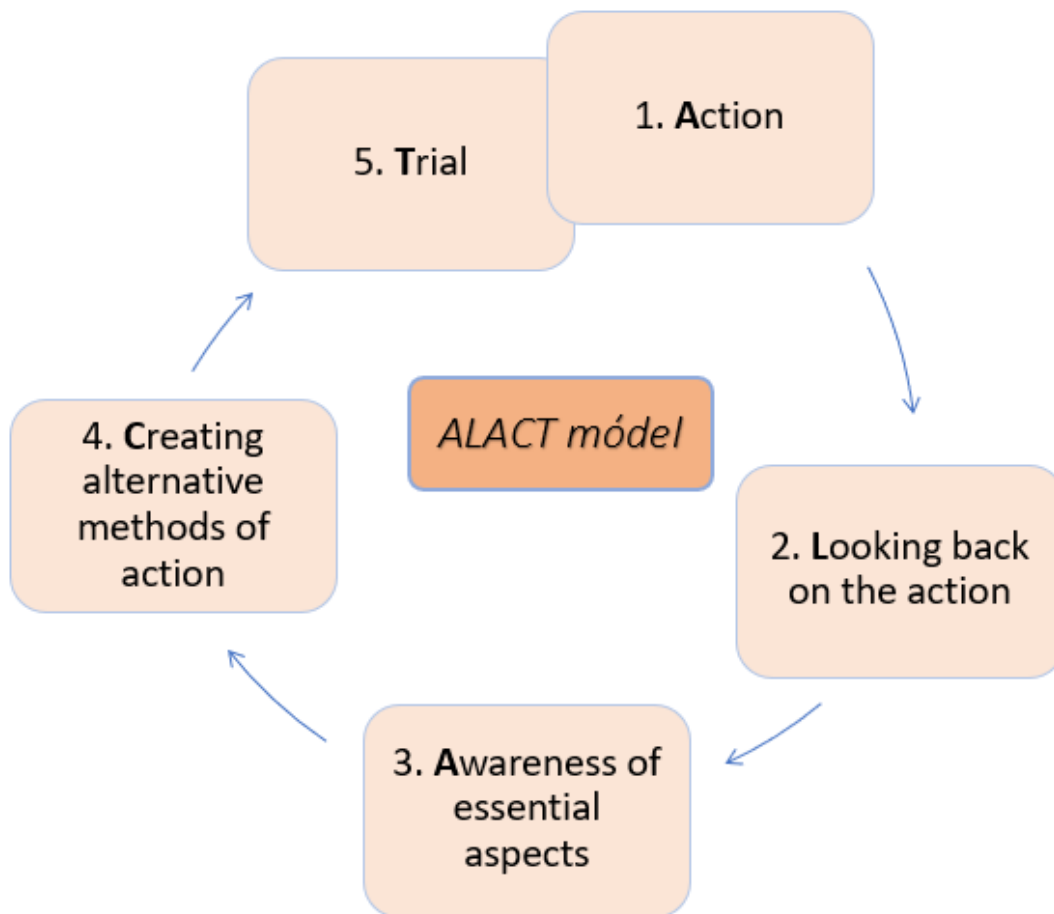 1. Action
5. Trial
ALACT módel
2. Looking back
on the action
4. Creating
alternative
methods of
action
3. Awareness of
essential
aspects